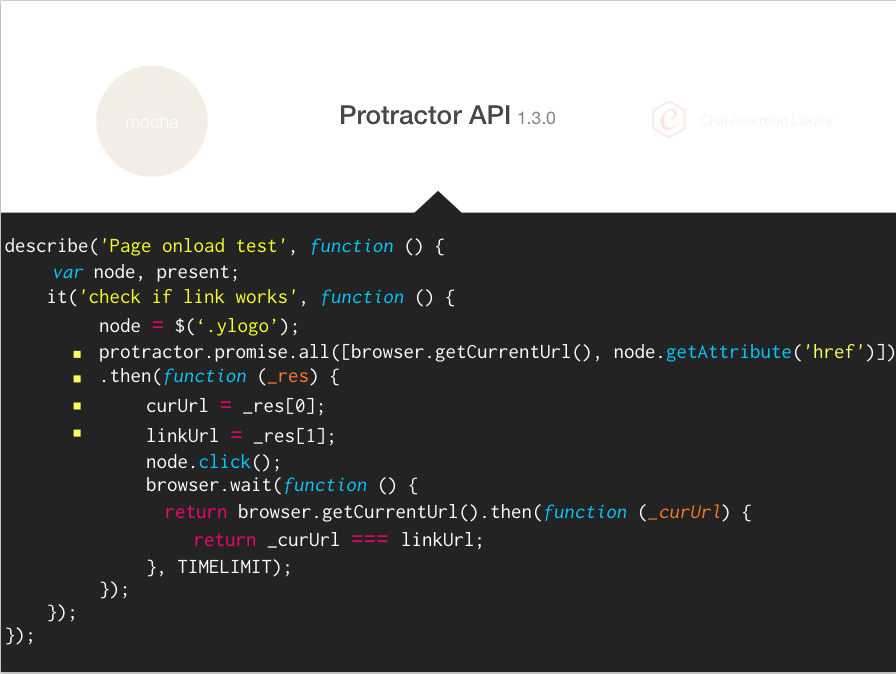 mocha
Protractor API 1.3.0
Chai Assertion Library
describe('Page onload test', function () {
    var node, present;
    it('check if link works', function () {
        node = $(‘.ylogo’);
        protractor.promise.all([browser.getCurrentUrl(), node.getAttribute('href')])
        .then(function (_res) {
            curUrl = _res[0];
            linkUrl = _res[1];
            node.click();
            browser.wait(function () {
              return browser.getCurrentUrl().then(function (_curUrl) {
                return _curUrl === linkUrl;
            }, TIMELIMIT);
        });
    });
});